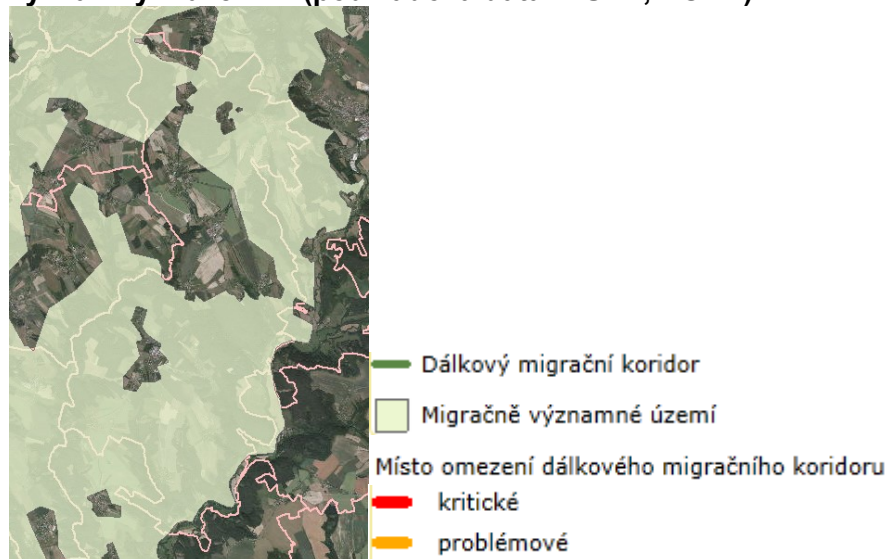 Dálkový migrační koridor
Migračně významné území
Místo omezení dálkového migračního koridoru
kritické
problémové